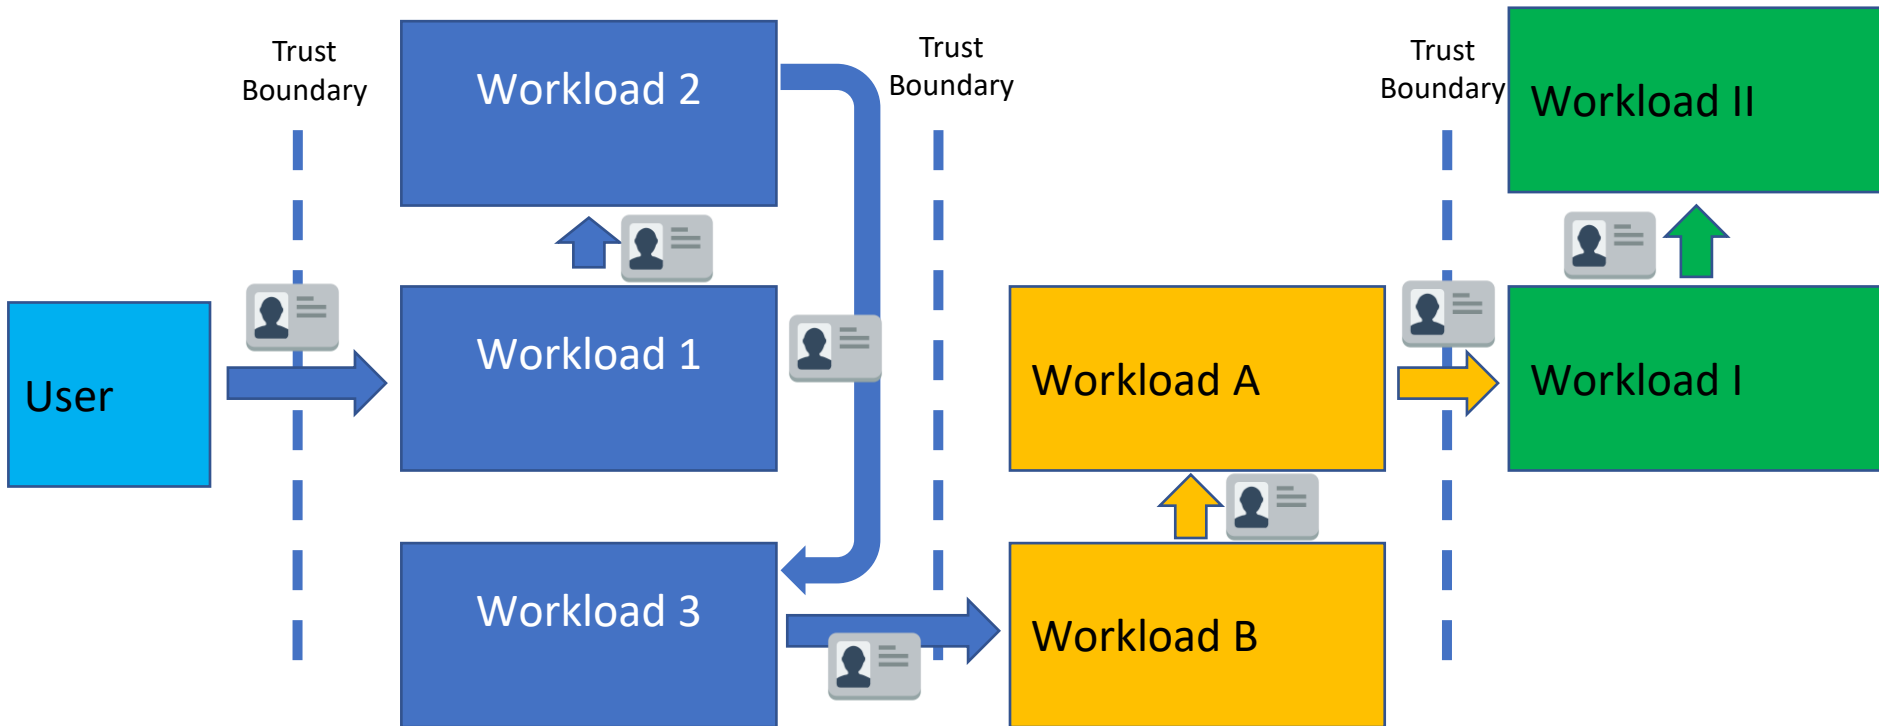 Trust
Boundary
Workload 2
Trust
Boundary
Trust
Boundary
Workload II
User
Workload 1
Workload A
Workload I
Workload 3
Workload B